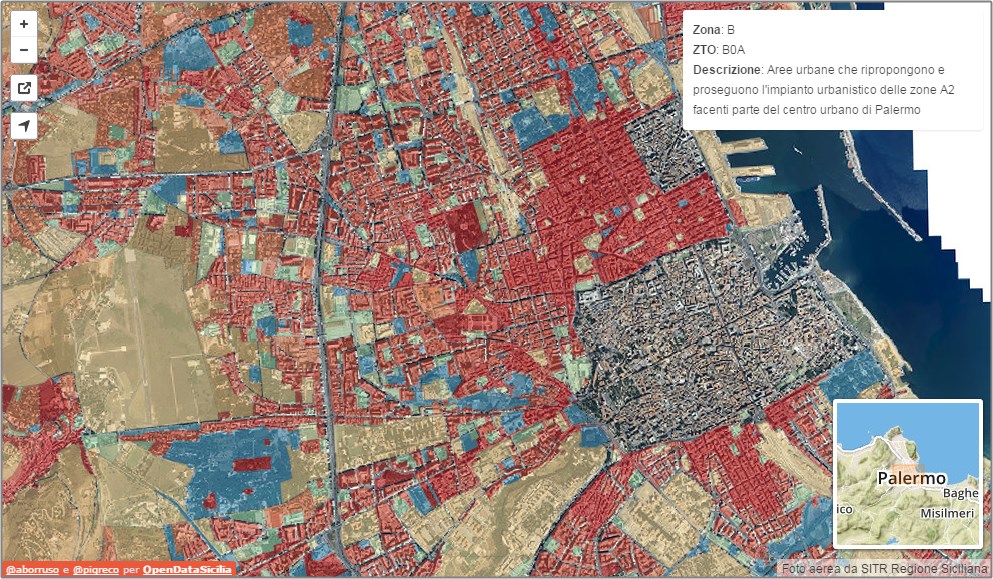 +
−
Zona: B
ZTO: B0A
Descrizione: Aree urbane che ripropongono e
proseguono l'impianto urbanistico delle zone A2
facenti parte del centro urbano di Palermo
Palermo
Baghe
ico
Misilmeri
@aborruso e @pigreco per OpenDataSicilia
Foto aerea da SITR Regione Siciliana